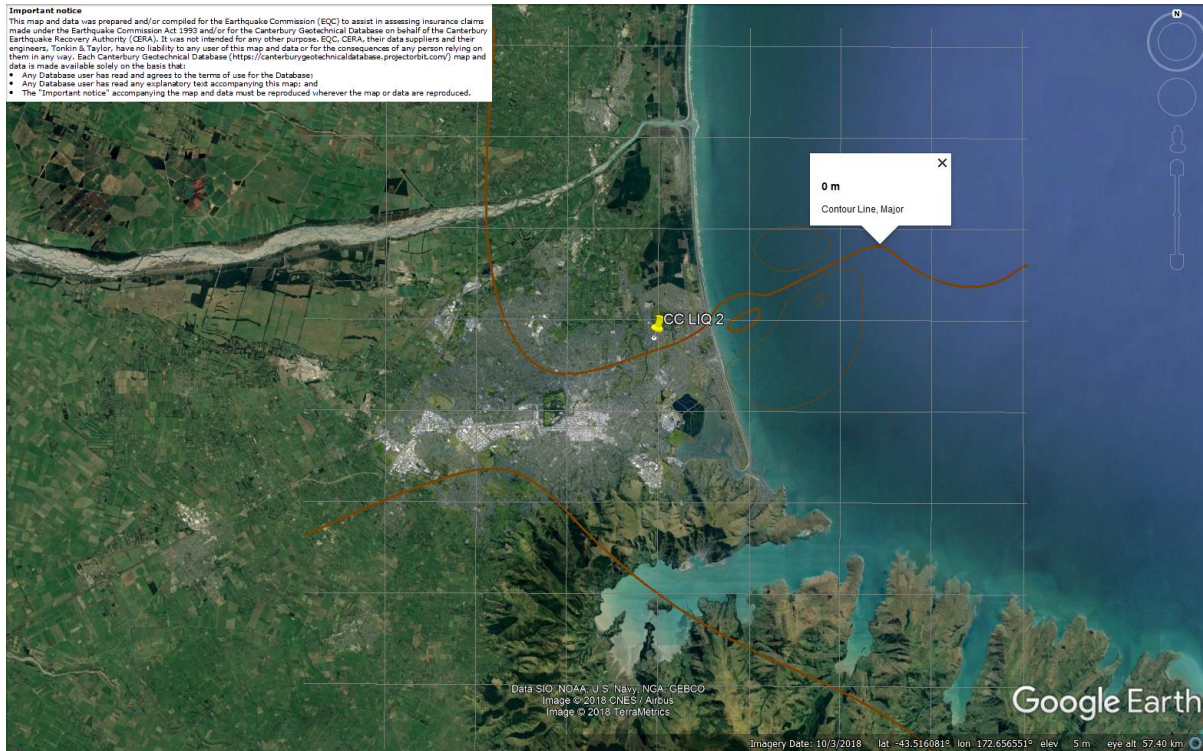 Important notice
This map and data was prepared and/or compiled for the Earthquake Commission (EQC) to assist in assessing insurance claims
made under the Earthquake Commission Act 1993 and/or for the Canterbury Geotechnical Database on behalf of the Canterbury
Earthquake Recovery Authority (CERA). It was not intended for any other purpose. EQC, CERA, their data suppliers and their
engineers, Tonkin & Taylor, have no liability to any user of this map and data or for the consequences of any person relying on
them in any way. Each Canterbury Geotechnical Database (https://canterburygeotechnicaldatabase.projectorbit.com/) map and
data is made available solely on the basis that:
• Any Database user has read and agrees to the terms of use for the Database;
• Any Database user has read any explanatory text accompanying this map; and
• The "Important notice" accompanying the map and data must be reproduced wherever the map or data are reproduced.
N
0 m
Contour Line, Major
CC LIQ 2
Data SIO, NOAA, U.S. Navy, NGA, GEBCO
Image © 2018 CNES / Airbus
Image © 2018 TerraMetrics
Google Earth
Imagery Date: 10/3/2018 lat -43.516081° lon 172.656551° elev 5 m eye alt 57.40 km